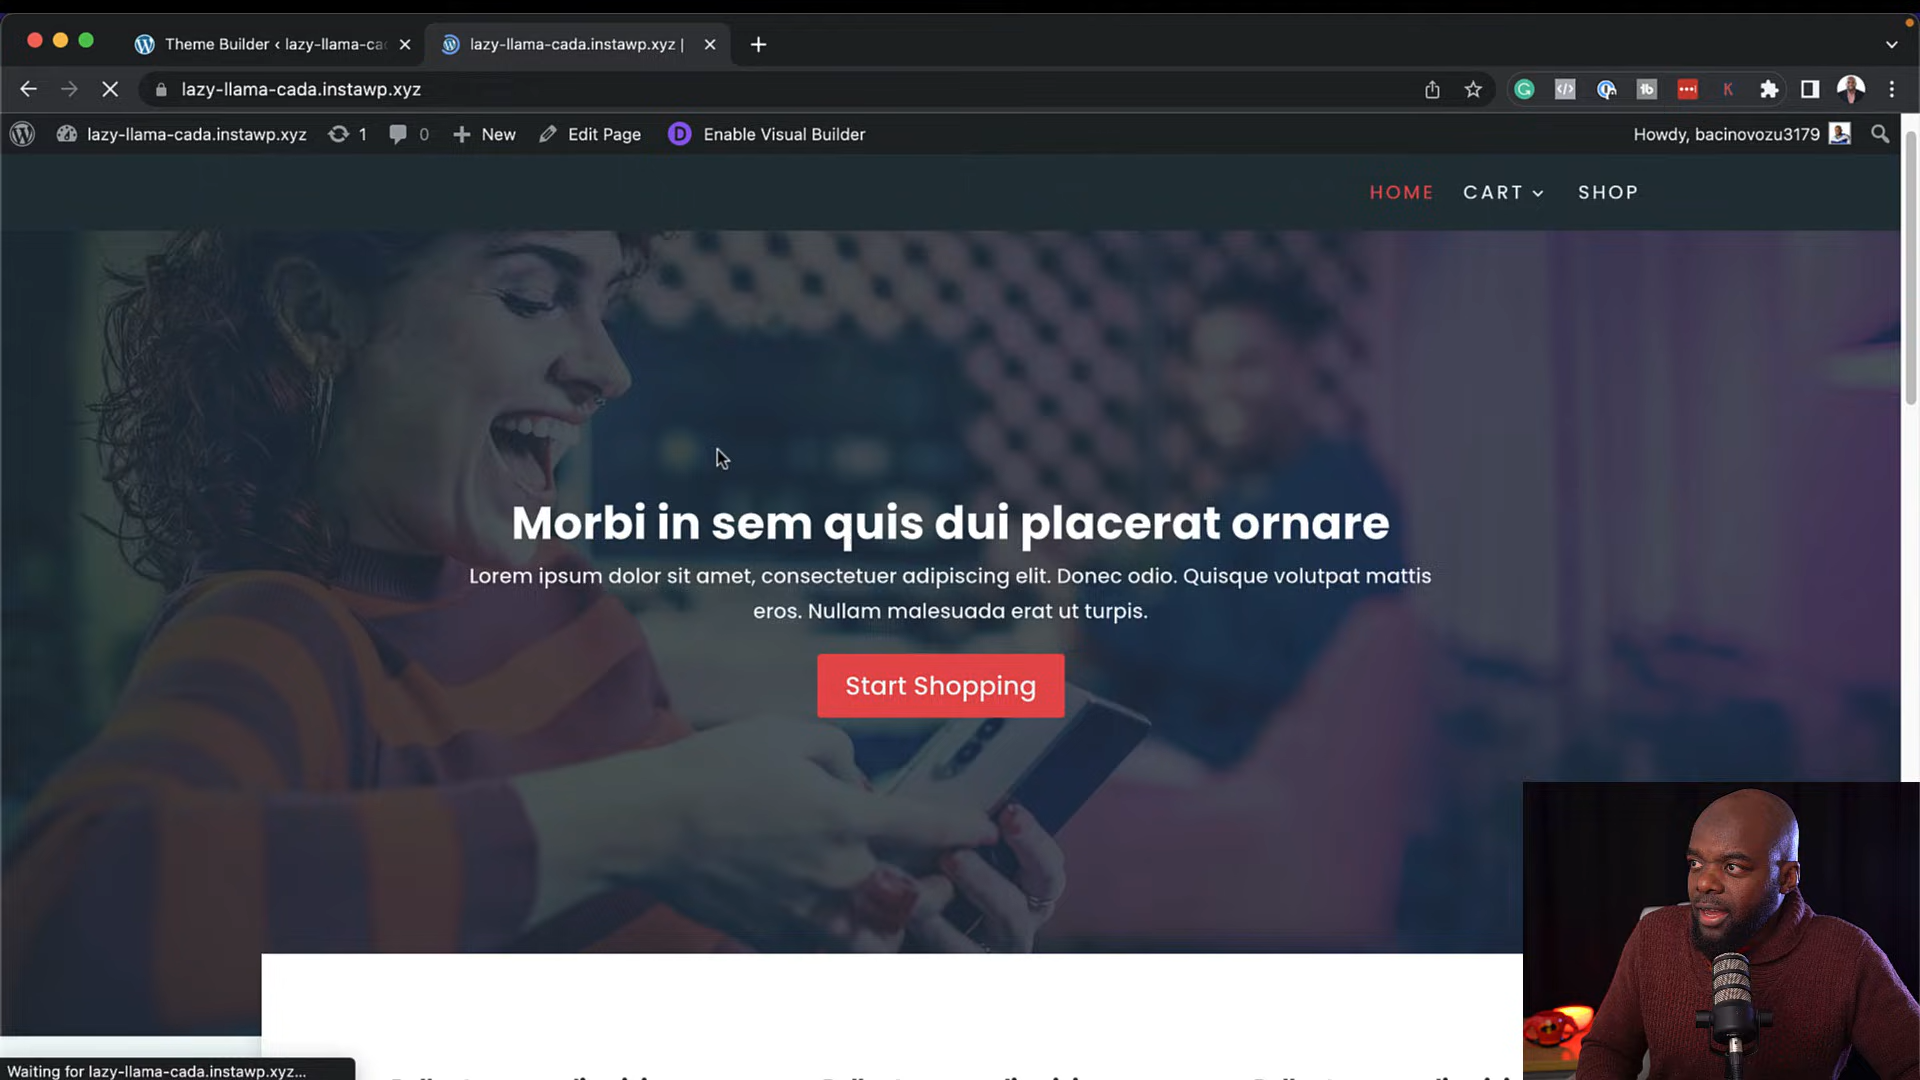 Theme Builder ‹ lazy-llama-ca
lazy-llama-cada.instawp.xyz |
lazy-llama-cada.instawp.xyz
lazy-llama-cada.instawp.xyz
1
0
New
Edit Page
D
Enable Visual Builder
Howdy, bacinovozu3179
HOME
CART
SHOP
Morbi in sem quis dui placerat ornare
Lorem ipsum dolor sit amet, consectetuer adipiscing elit. Donec odio. Quisque volutpat mattis
eros. Nullam malesuada erat ut turpis.
Start Shopping
Waiting for lazy-llama-cada.instawp.xyz...